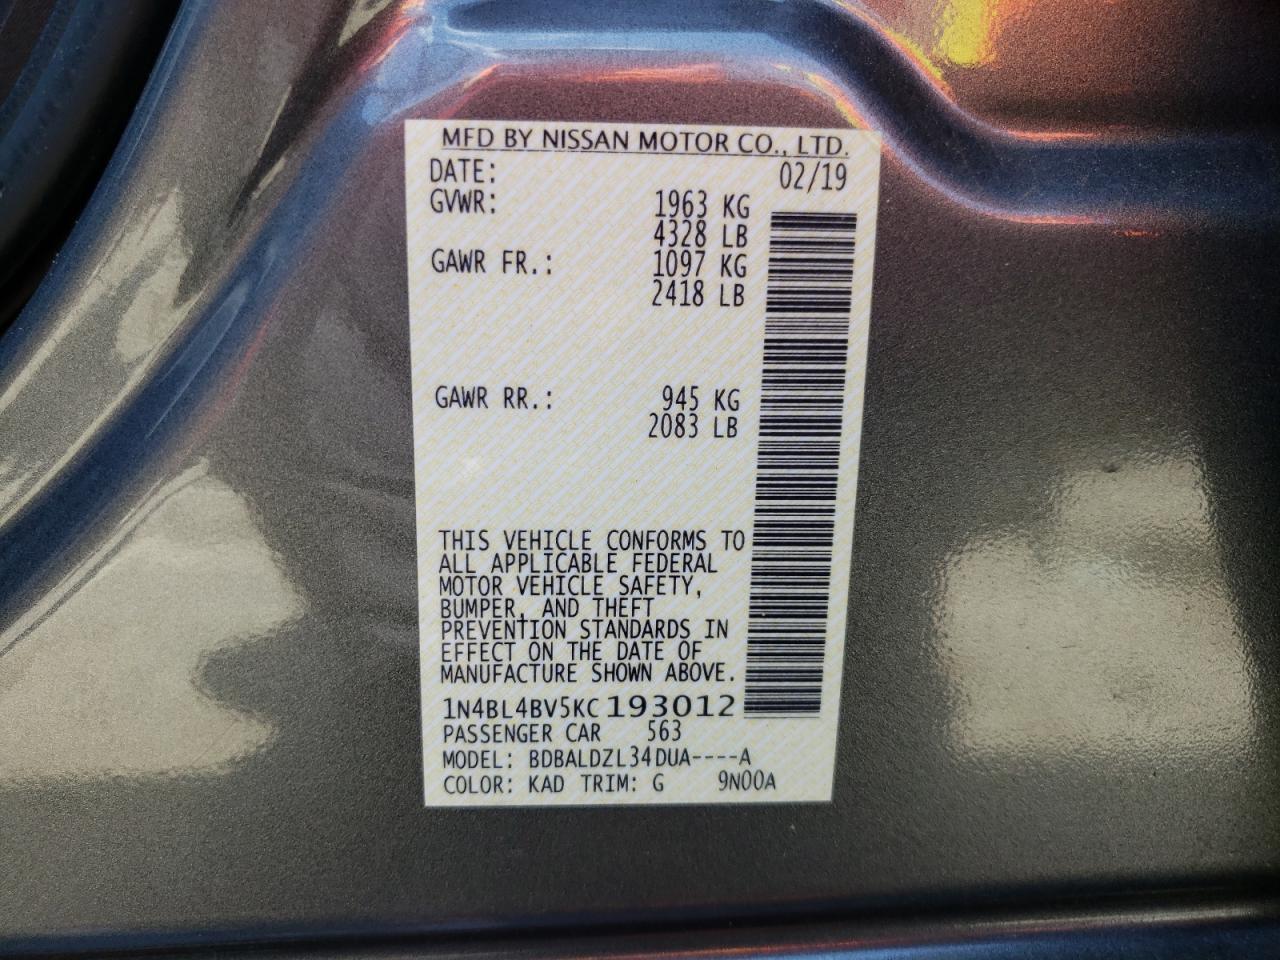 MFD BY NISSAN MOTOR CO., LTD.
DATE: 02/19
GVWR: 1963 KG
4328 LB
GAWR FR.: 1097 KG
2418 LB
GAWR RR.: 945 KG
2083 LB
THIS VEHICLE CONFORMS TO
ALL APPLICABLE FEDERAL
MOTOR VEHICLE SAFETY,
BUMPER, AND THEFT
PREVENTION STANDARDS IN
EFFECT ON THE DATE OF
MANUFACTURE SHOWN ABOVE.
1N4BL4BV5KC193012
PASSENGER CAR 563
MODEL: BDBALDZL34DUA----A
COLOR: KAD TRIM: G 9N00A